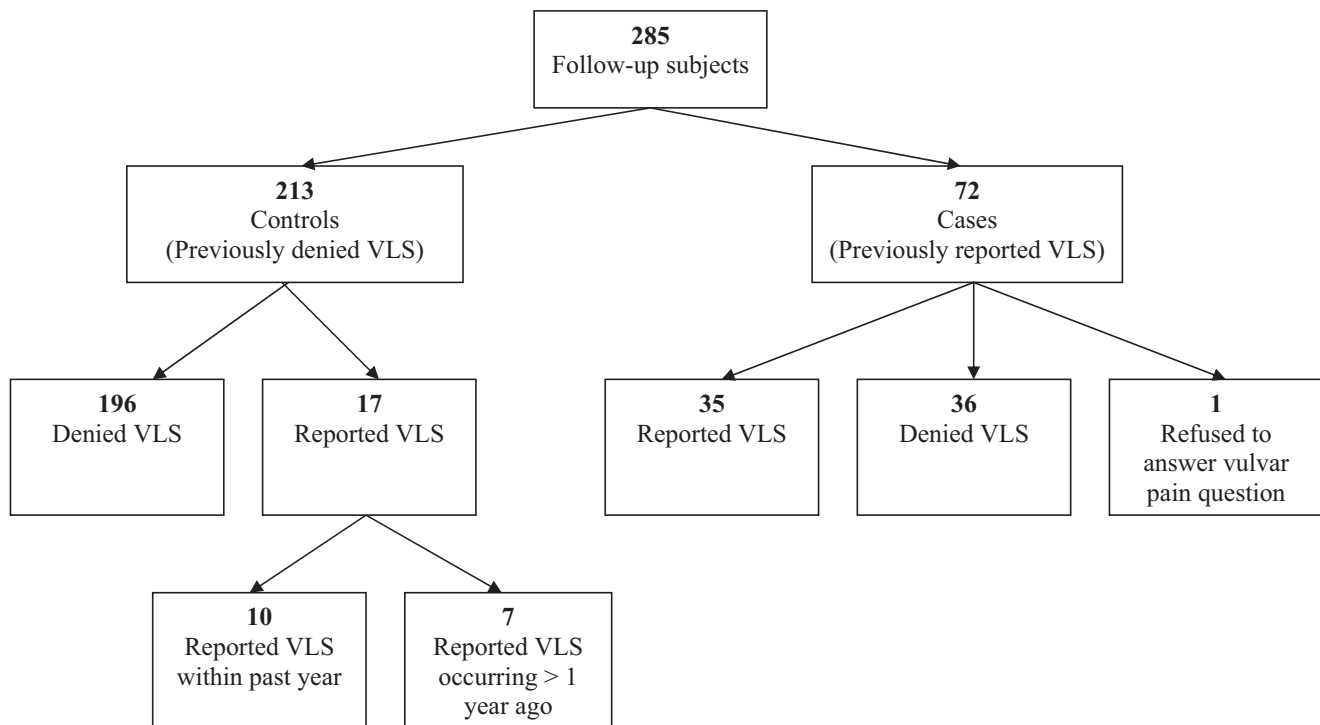 285
Follow-up subjects
213
Controls
(Previously denied VLS)
72
Cases
(Previously reported VLS)
196
Denied VLS
17
Reported VLS
35
Reported VLS
36
Denied VLS
1
Refused to
answer vulvar
pain question
10
Reported VLS
within past year
7
Reported VLS
occurring > 1
year ago